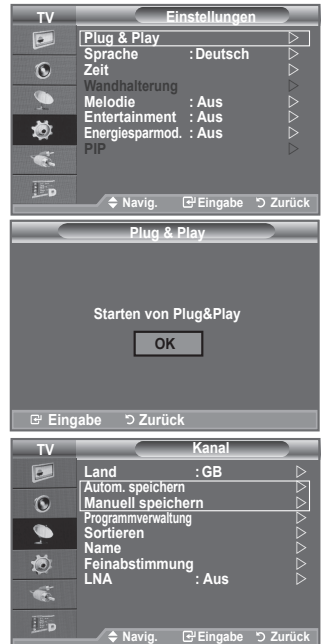 TV Einstellungen
Plug & Play
Sprache : Deutsch
Zeit
Wandhalterung
Melodie : Aus
Entertainment : Aus
Energiesparmod. : Aus
PIP
Navig. Eingabe Zurück
Plug & Play
Starten von Plug&Play
OK
Eingabe Zurück
TV Kanal
Land : GB
Autom. speichern
Manuell speichern
Programmverwaltung
Sortieren
Name
Feinabstimmung
LNA : Aus
Navig. Eingabe Zurück